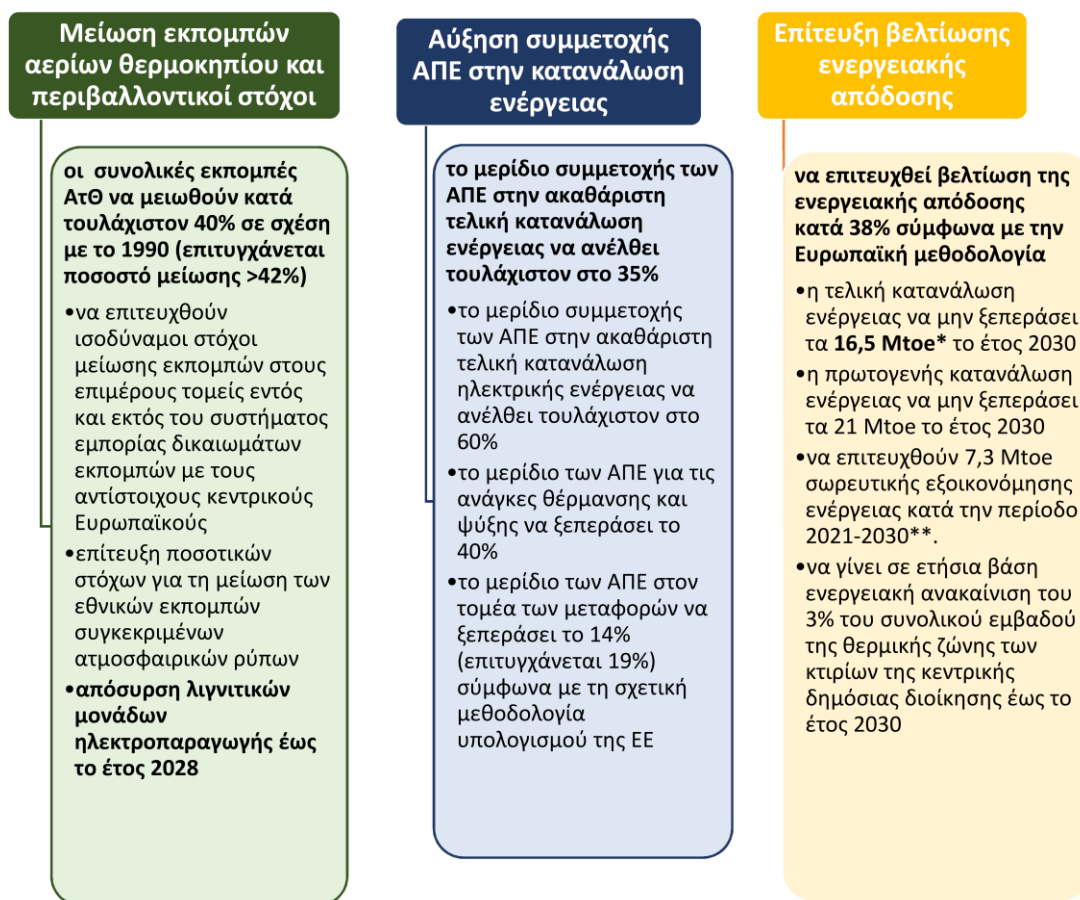 Μείωση εκπομπών
αερίων θερμοκηπίου και
περιβαλλοντικοί στόχοι
οι συνολικές εκπομπές
ΑτΘ να μειωθούν κατά
τουλάχιστον 40% σε σχέση
με το 1990 (επιτυγχάνεται
ποσοστό μείωσης >42%)
•να επιτευχθούν
ισοδύναμοι στόχοι
μείωσης εκπομπών στους
επιμέρους τομείς εντός
και εκτός του συστήματος
εμπορίας δικαιωμάτων
εκπομπών με τους
αντίστοιχους κεντρικούς
Ευρωπαϊκούς
•επίτευξη ποσοτικών
στόχων για τη μείωση των
εθνικών εκπομπών
συγκεκριμένων
ατμοσφαιρικών ρύπων
•απόσυρση λιγνιτικών
μονάδων
ηλεκτροπαραγωγής έως
το έτος 2028
Αύξηση συμμετοχής
ΑΠΕ στην κατανάλωση
ενέργειας
το μερίδιο συμμετοχής των
ΑΠΕ στην ακαθάριστη
τελική κατανάλωση
ενέργειας να ανέλθει
τουλάχιστον στο 35%
•το μερίδιο συμμετοχής
των ΑΠΕ στην ακαθάριστη
τελική κατανάλωση
ηλεκτρικής ενέργειας να
ανέλθει τουλάχιστον στο
60%
•το μερίδιο των ΑΠΕ για τις
ανάγκες θέρμανσης και
ψύξης να ξεπεράσει το
40%
•το μερίδιο των ΑΠΕ στον
τομέα των μεταφορών να
ξεπεράσει το 14%
(επιτυγχάνεται 19%)
σύμφωνα με τη σχετική
μεθοδολογία
υπολογισμού της ΕΕ
Επίτευξη βελτίωσης
ενεργειακής
απόδοσης
να επιτευχθεί βελτίωση της
ενεργειακής απόδοσης
κατά 38% σύμφωνα με την
Ευρωπαϊκή μεθοδολογία
•η τελική κατανάλωση
ενέργειας να μην ξεπεράσει
τα 16,5 Mtoe* το έτος 2030
•η πρωτογενής κατανάλωση
ενέργειας να μην ξεπεράσει
τα 21 Mtoe το έτος 2030
•να επιτευχθούν 7,3 Mtoe
σωρευτικής εξοικονόμησης
ενέργειας κατά την περίοδο
2021-2030**.
•να γίνει σε ετήσια βάση
ενεργειακή ανακαίνιση του
3% του συνολικού εμβαδού
της θερμικής ζώνης των
κτιρίων της κεντρικής
δημόσιας διοίκησης έως το
έτος 2030